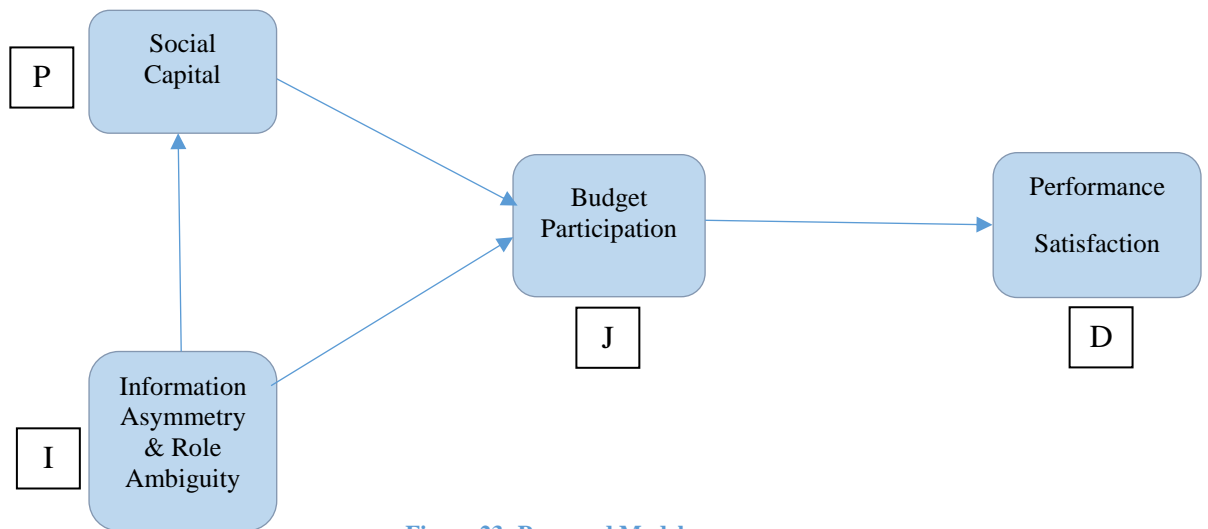 Social
Capital
P
Budget
Participation
Performance
Satisfaction
J
D
Information
Asymmetry
& Role
Ambiguity
I